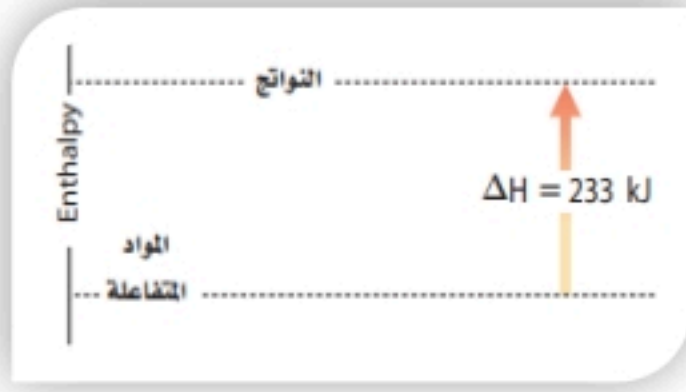 النواتج
Enthalpy
ΔH = 233 kJ
المواد
المتفاعلة